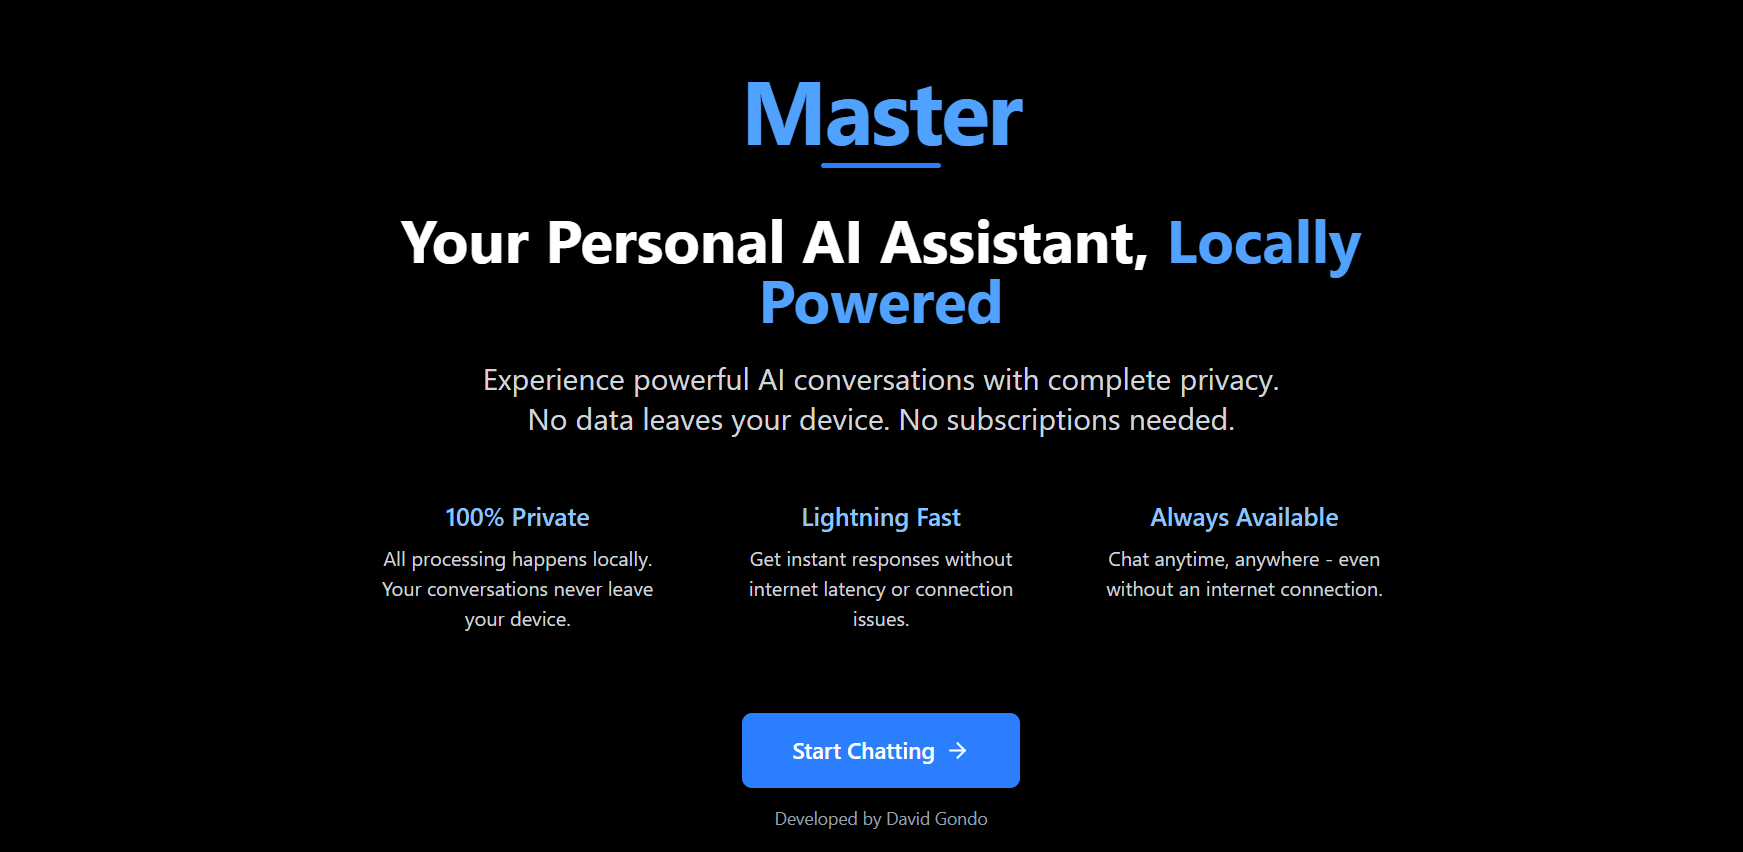 Master
Your Personal AI Assistant, Locally
Powered
Experience powerful AI conversations with complete privacy.
No data leaves your device. No subscriptions needed.
100% Private
All processing happens locally.
Your conversations never leave
your device.
Lightning Fast
Get instant responses without
internet latency or connection
issues.
Always Available
Chat anytime, anywhere - even
without an internet connection.
Start Chatting →
Developed by David Gondo